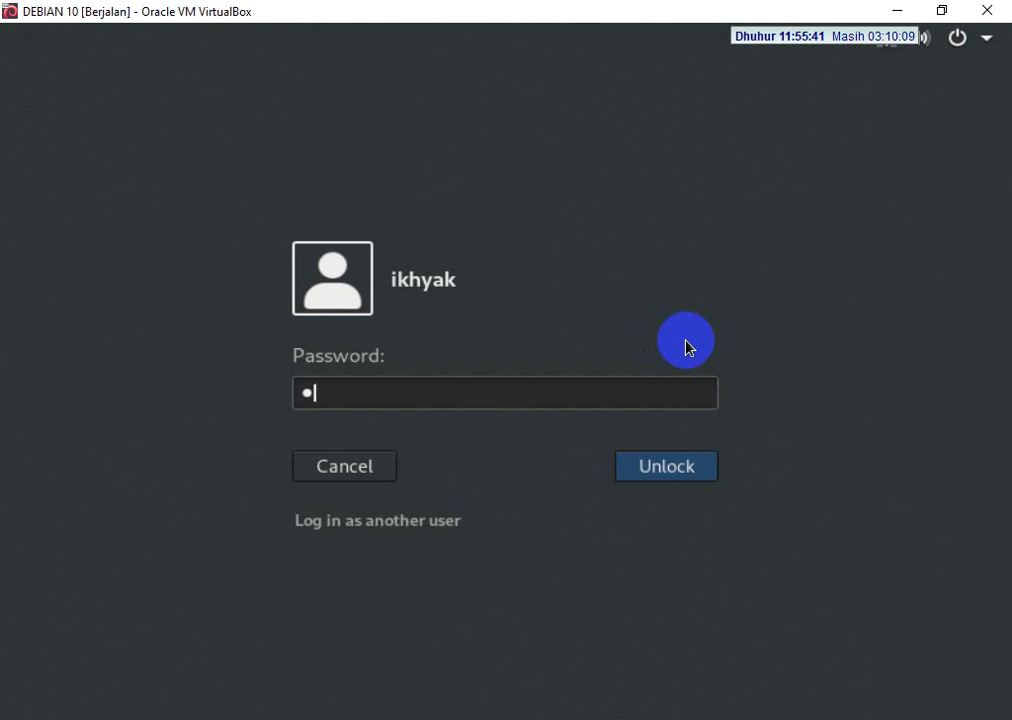 DEBIAN 10 [Berjalan] - Oracle VM VirtualBox
Dhuhur 11:55:41 Masih 03:10:09
ikhyak
Password:
Cancel
Unlock
Log in as another user